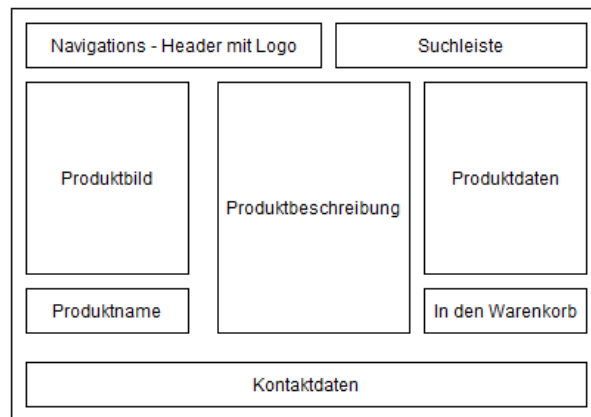 Navigations - Header mit Logo
Suchleiste
Produktbild
Produktbeschreibung
Produktdaten
Produktname
In den Warenkorb
Kontaktdaten